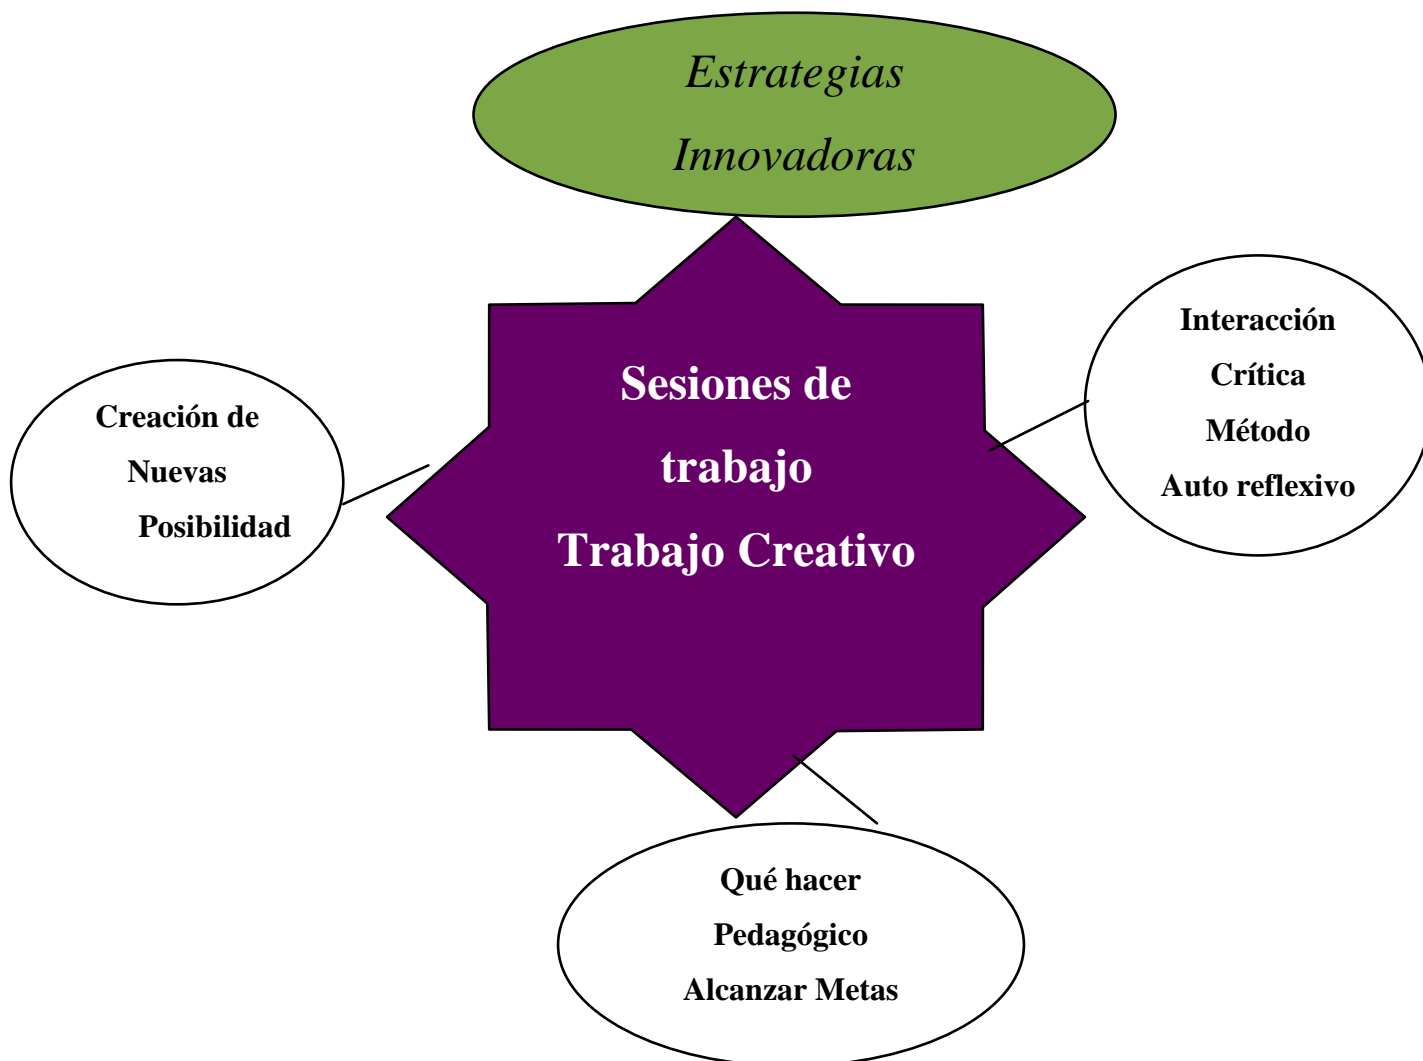 Estrategias
Innovadoras
Sesiones de
trabajo
Trabajo Creativo
Interacción
Crítica
Método
Auto reflexivo
Creación de
Nuevas
Posibilidad
Qué hacer
Pedagógico
Alcanzar Metas